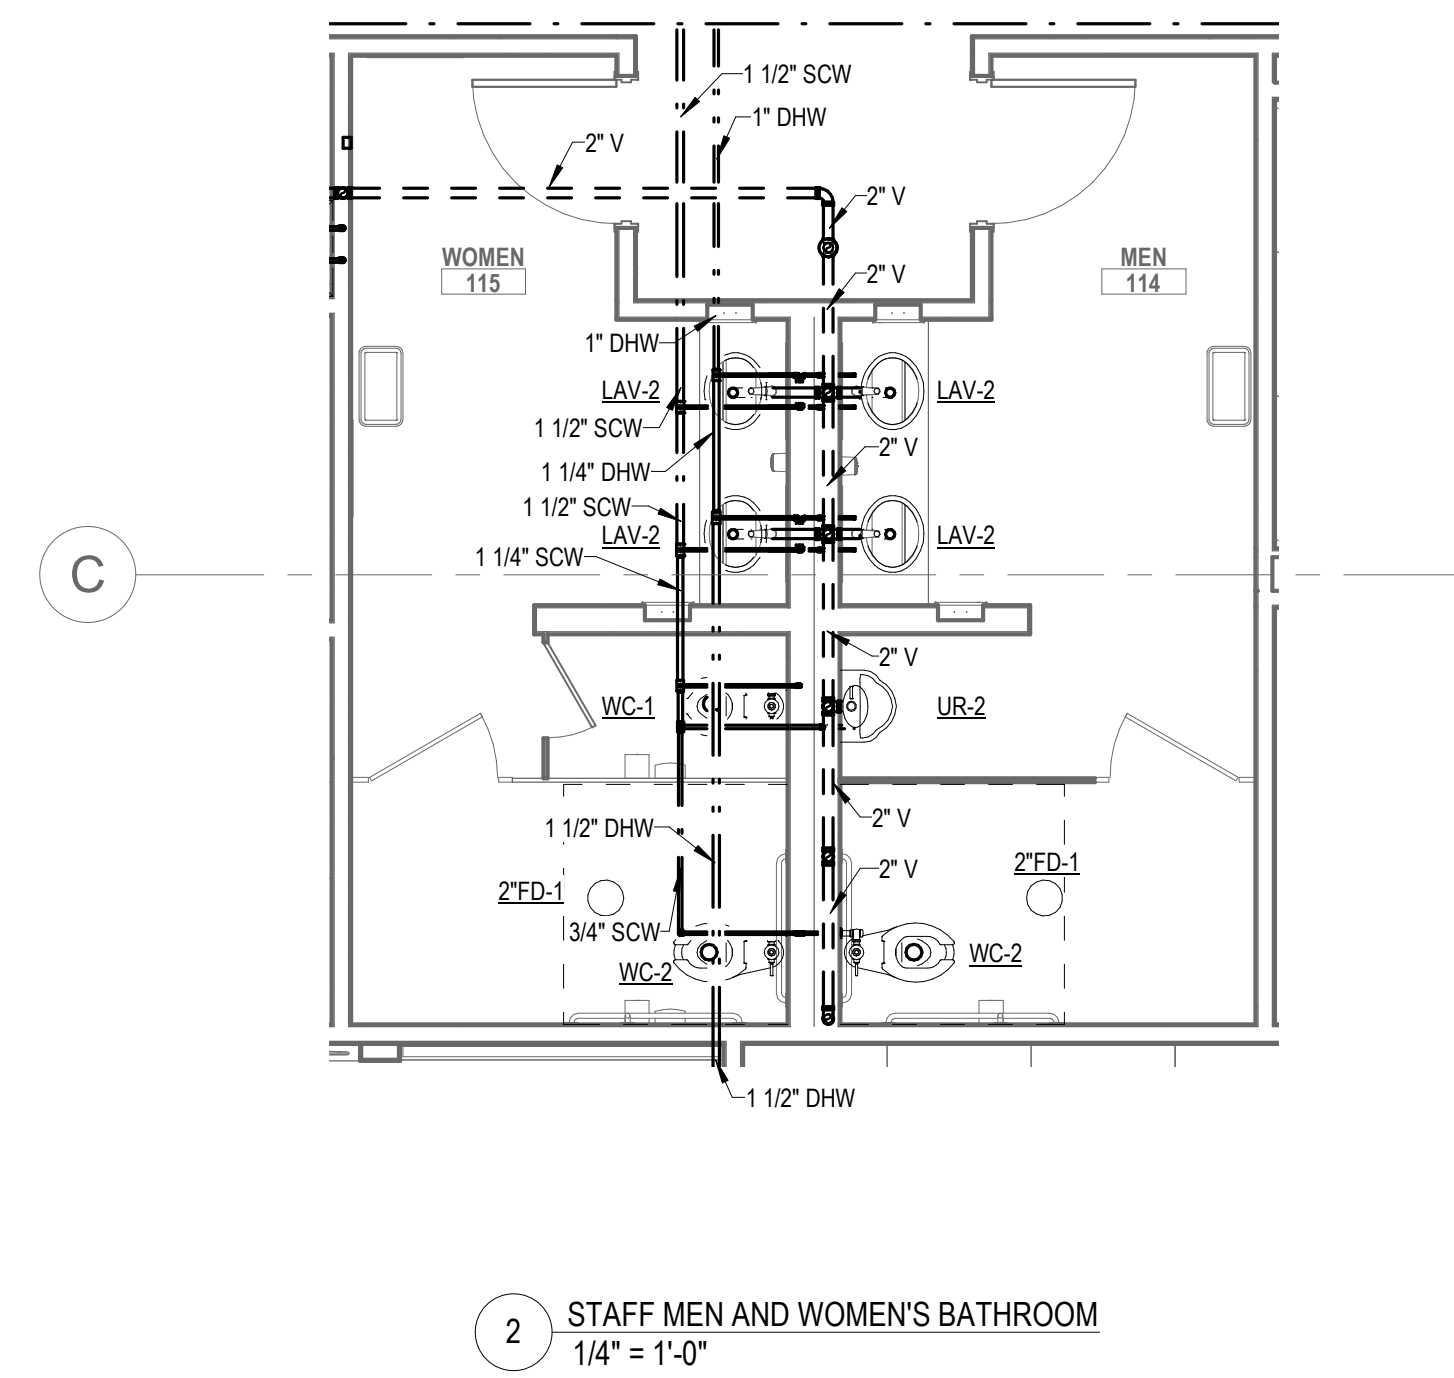 1 1/2" SCW
1" DHW
2" V
2" V
WOMEN
115
MEN
114
2" V
1" DHW
LAV-2
LAV-2
1 1/2" SCW
2" V
1 1/4" DHW
1 1/2" SCW
LAV-2
LAV-2
1 1/4" SCW
C
2" V
WC-1
UR-2
2" V
1 1/2" DHW
2"FD-1
2" V
2"FD-1
3/4" SCW
WC-2
WC-2
1 1/2" DHW
2
STAFF MEN AND WOMEN'S BATHROOM
1/4" = 1'-0"